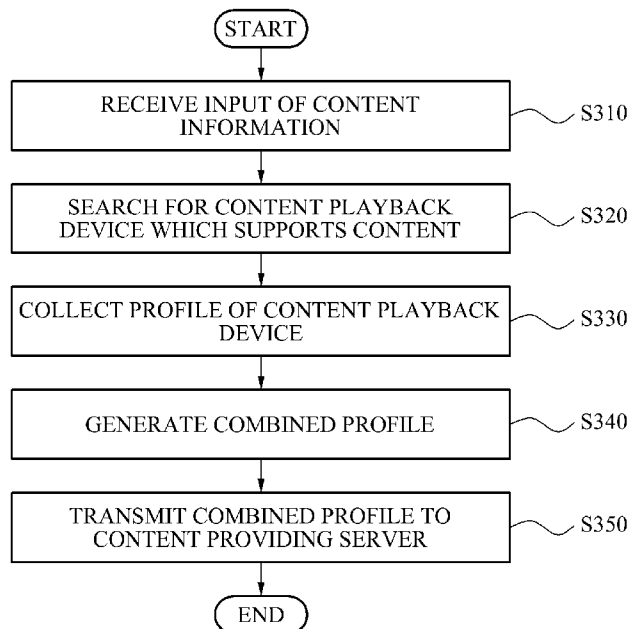 START
RECEIVE INPUT OF CONTENT
INFORMATION
S310
SEARCH FOR CONTENT PLAYBACK
DEVICE WHICH SUPPORTS CONTENT
S320
COLLECT PROFILE OF CONTENT PLAYBACK
DEVICE
S330
GENERATE COMBINED PROFILE
S340
TRANSMIT COMBINED PROFILE TO
CONTENT PROVIDING SERVER
S350
END